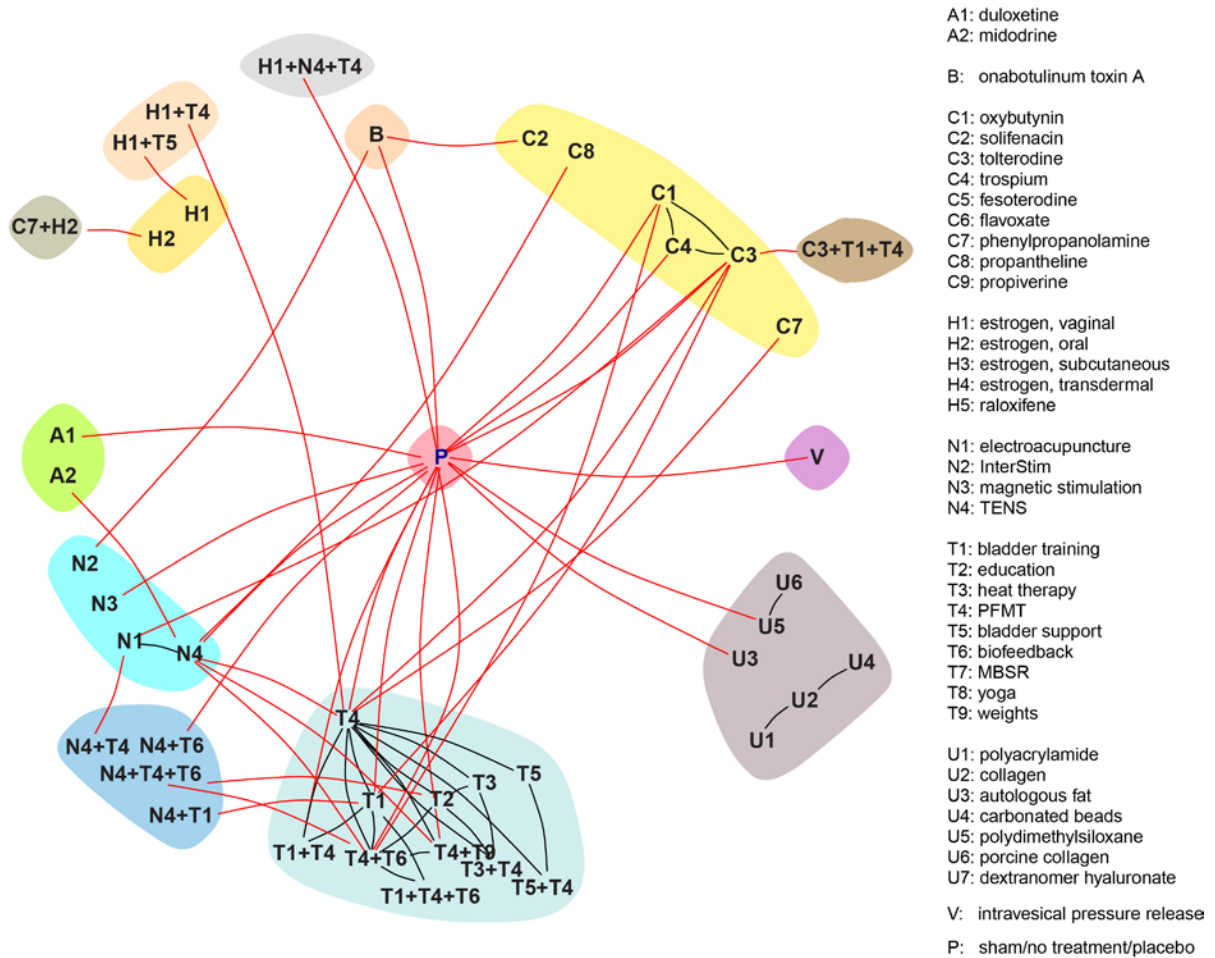 H1+N4+T4
H1+T4
H1+T5
B
C2
C8
C1
H1
C7+H2
H2
C4
C3
C3+T1+T4
C7
A1
P
V
A2
N2
N3
N1
N4
U6
U5
U3
U4
U2
U1
T4
N4+T4
N4+T6
N4+T4+T6
N4+T1
T5
T3
T1
T2
T1+T4
T4+T6
T4+T9
T3+T4
T5+T4
T1+T4+T6
A1: duloxetine
A2: midodrine
B: onabotulinum toxin A
C1: oxybutynin
C2: solifenacin
C3: tolterodine
C4: trospium
C5: fesoterodine
C6: flavoxate
C7: phenylpropanolamine
C8: propantheline
C9: propiverine
H1: estrogen, vaginal
H2: estrogen, oral
H3: estrogen, subcutaneous
H4: estrogen, transdermal
H5: raloxifene
N1: electroacupuncture
N2: InterStim
N3: magnetic stimulation
N4: TENS
T1: bladder training
T2: education
T3: heat therapy
T4: PFMT
T5: bladder support
T6: biofeedback
T7: MBSR
T8: yoga
T9: weights
U1: polyacrylamide
U2: collagen
U3: autologous fat
U4: carbonated beads
U5: polydimethylsiloxane
U6: porcine collagen
U7: dextranomer hyaluronate
V: intravesical pressure release
P: sham/no treatment/placebo